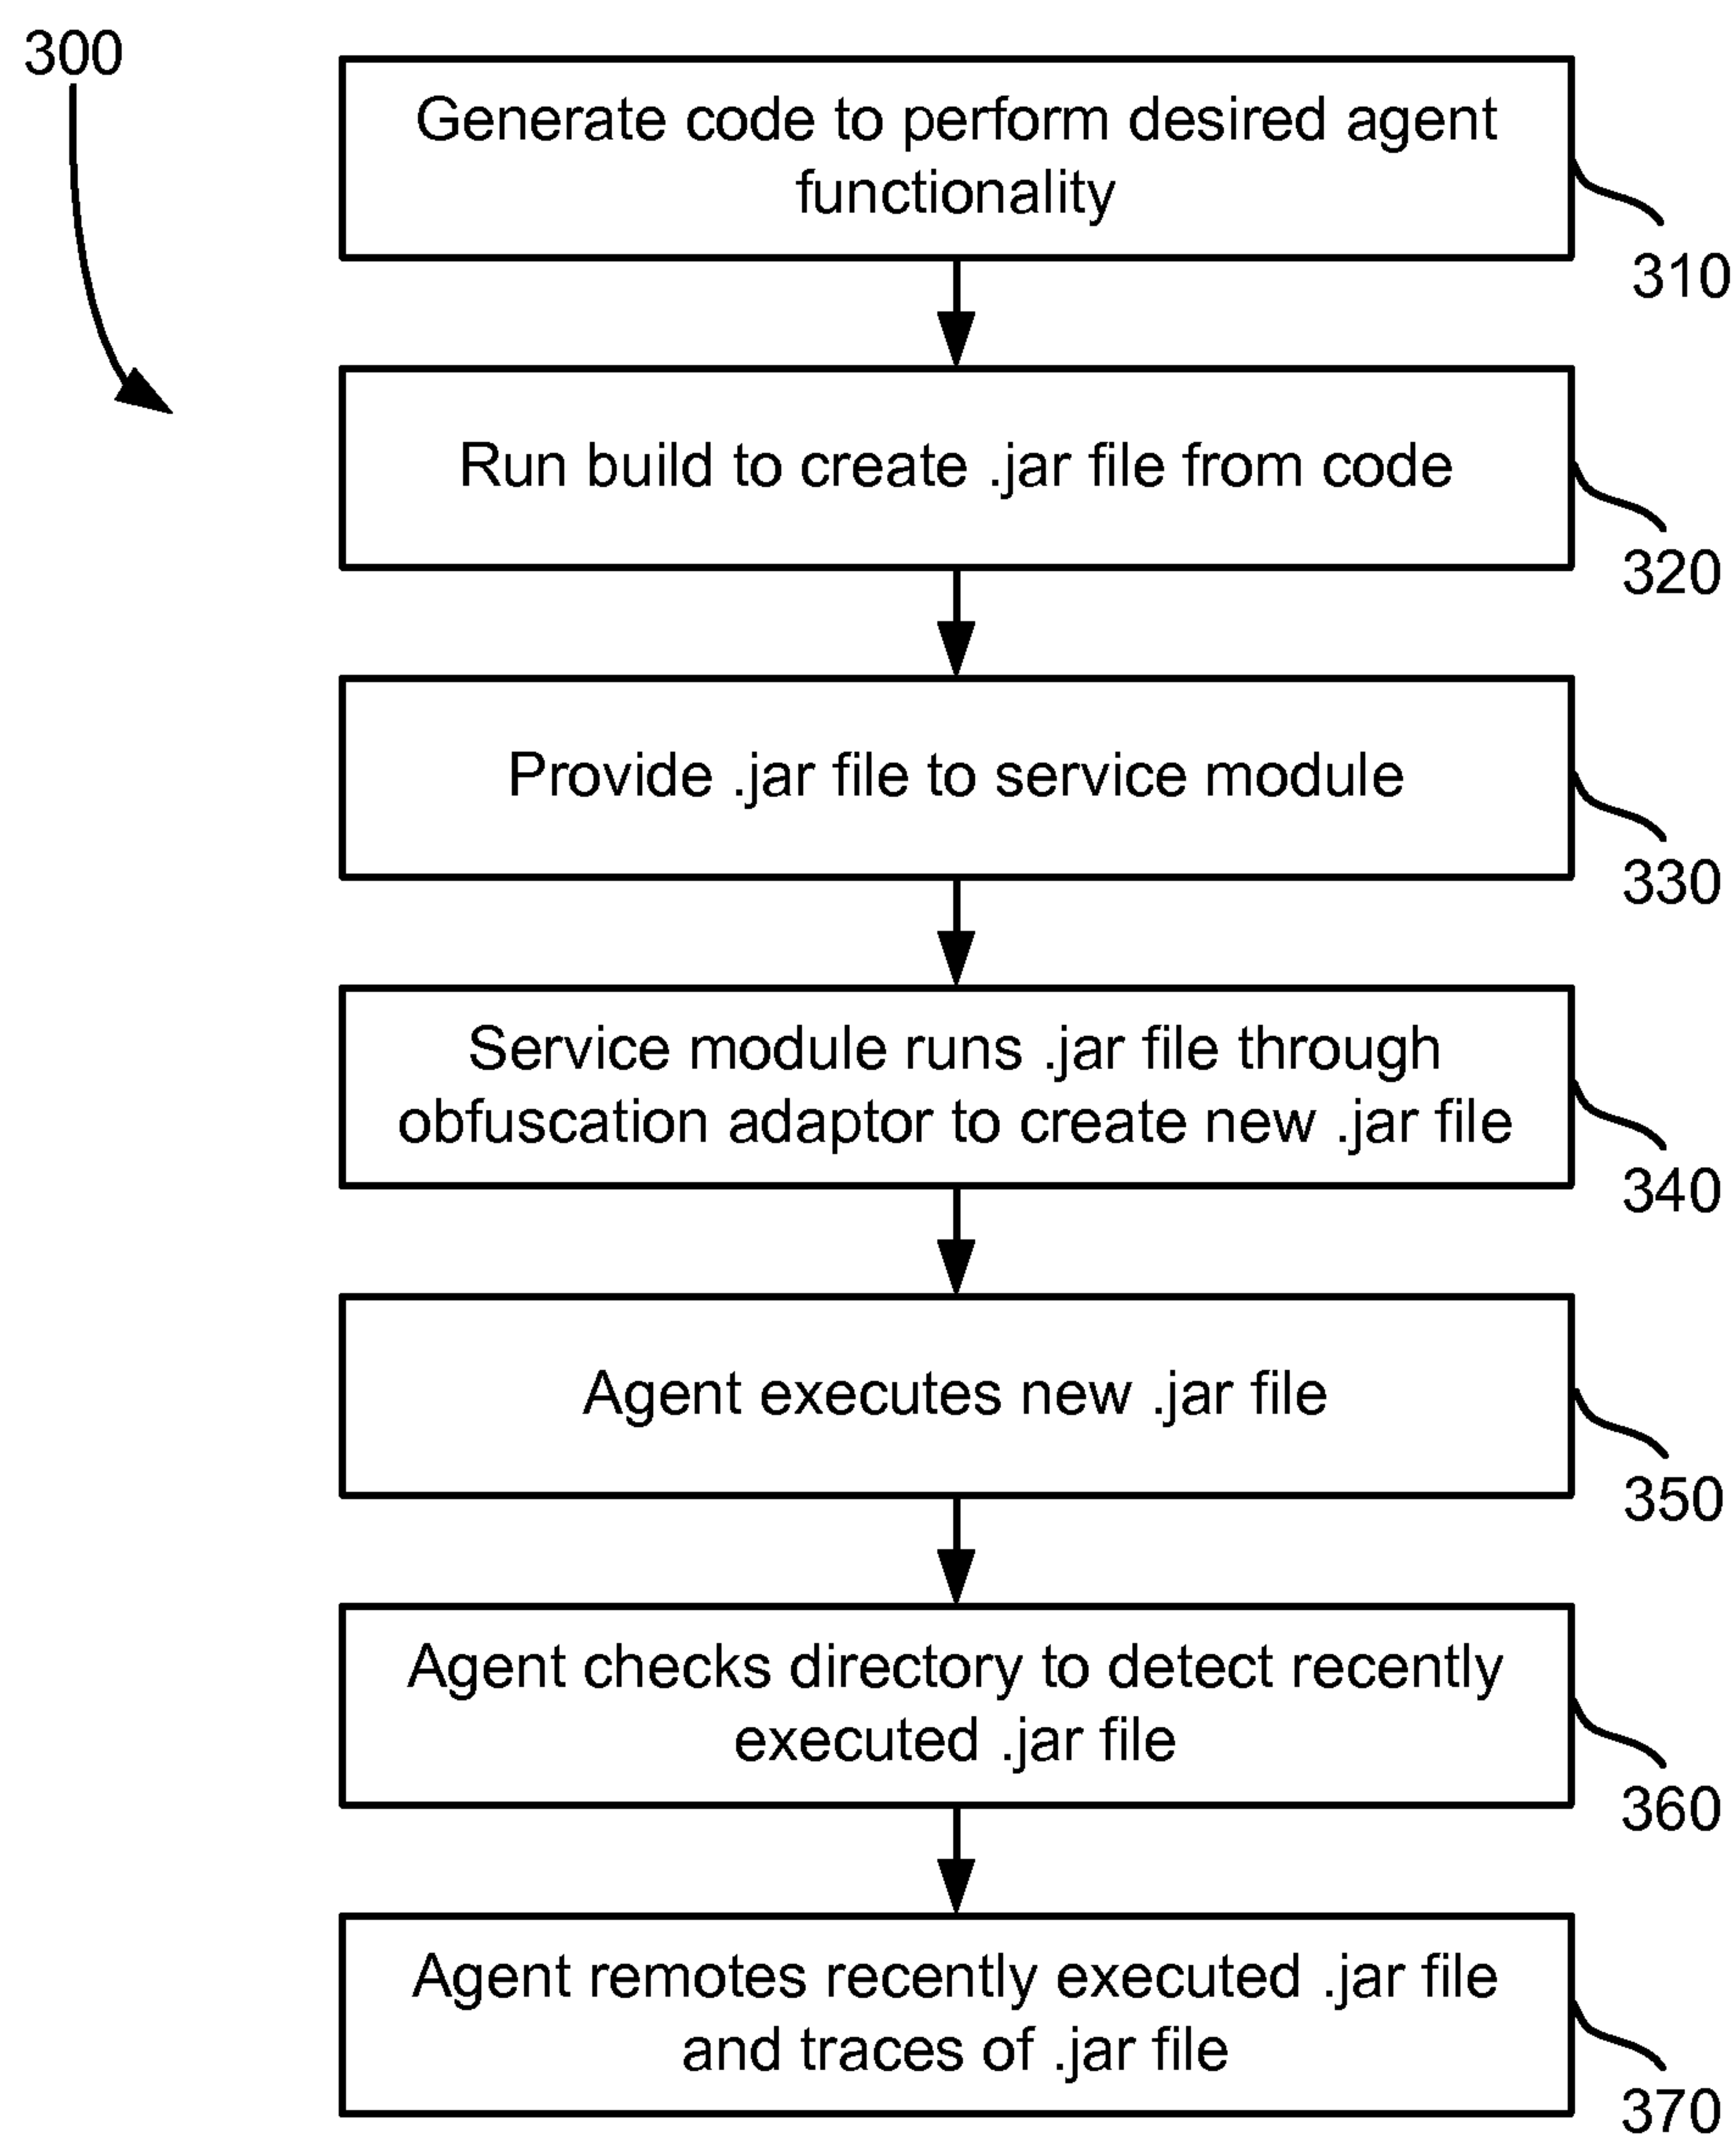 300
Generate code to perform desired agent
functionality
310
Run build to create .jar file from code
320
Provide .jar file to service module
330
Service module runs .jar file through
obfuscation adaptor to create new .jar file
340
Agent executes new .jar file
350
Agent checks directory to detect recently
executed .jar file
360
Agent remotes recently executed .jar file
and traces of .jar file
370